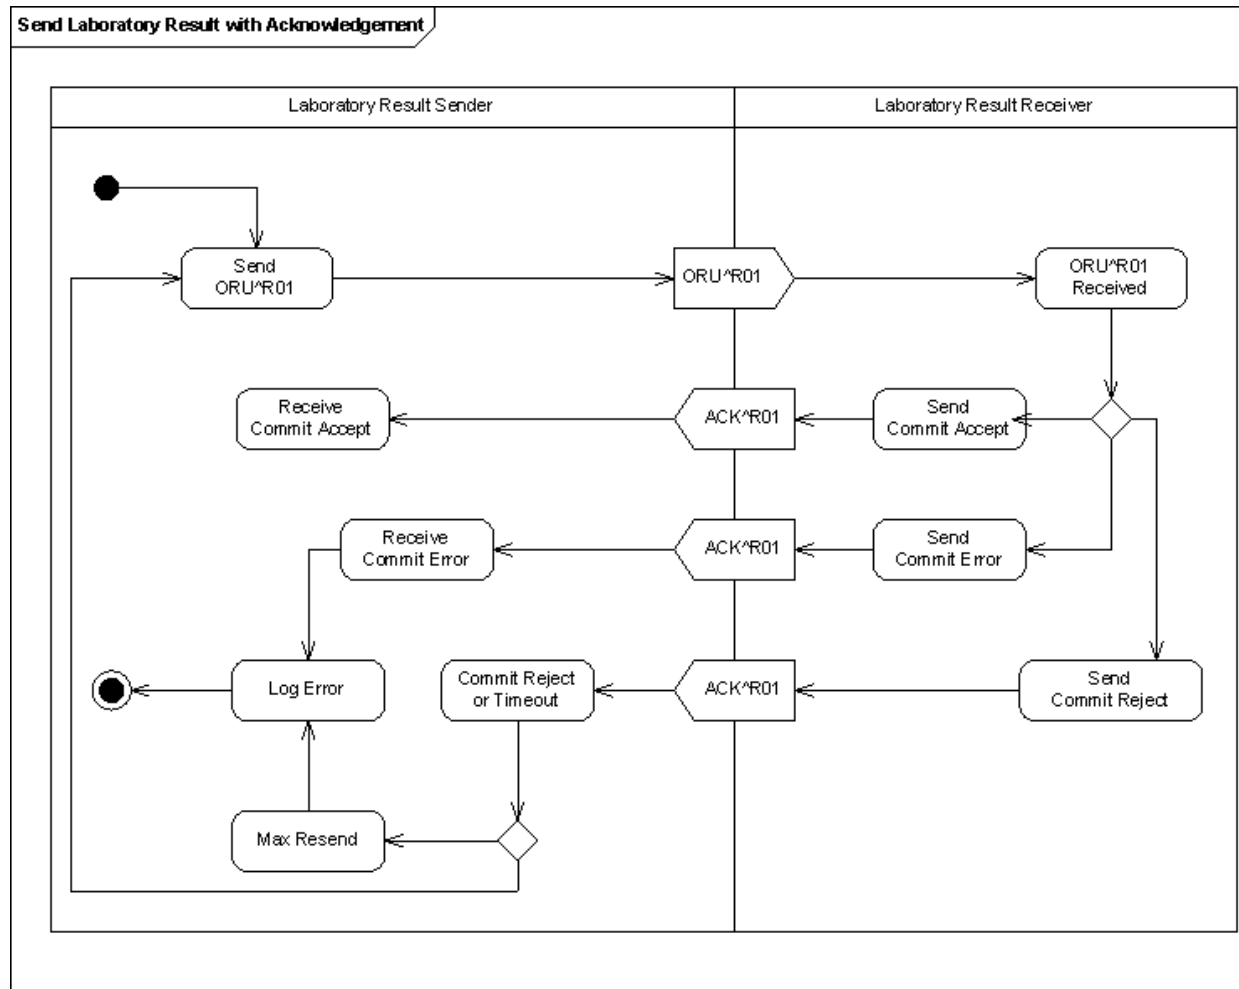 Send Laboratory Result with Acknowledgement
Laboratory Result Sender
Laboratory Result Receiver
Send
ORU^R01
ORU^R01
ORU^R01
Received
Receive
Commit Accept
ACK^R01
Send
Commit Accept
Receive
Commit Error
ACK^R01
Send
Commit Error
Log Error
Commit Reject
or Timeout
ACK^R01
Send
Commit Reject
Max Resend